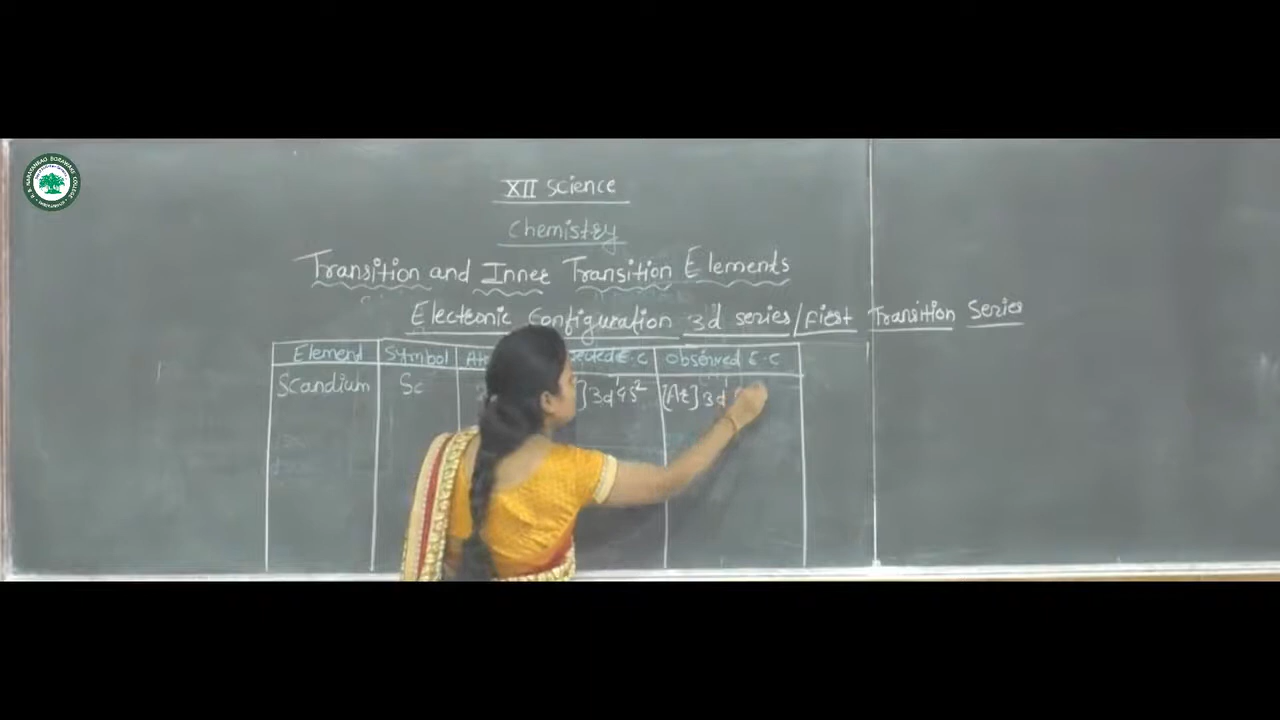 XII Science
Chemistry
Transition and Inner Transition Elements
Electronic Configuration 3d series/first Transition Series
Element Symbol E.C Observed E.C
Scandium Sc ]3d¹4s² [Ar]3d¹